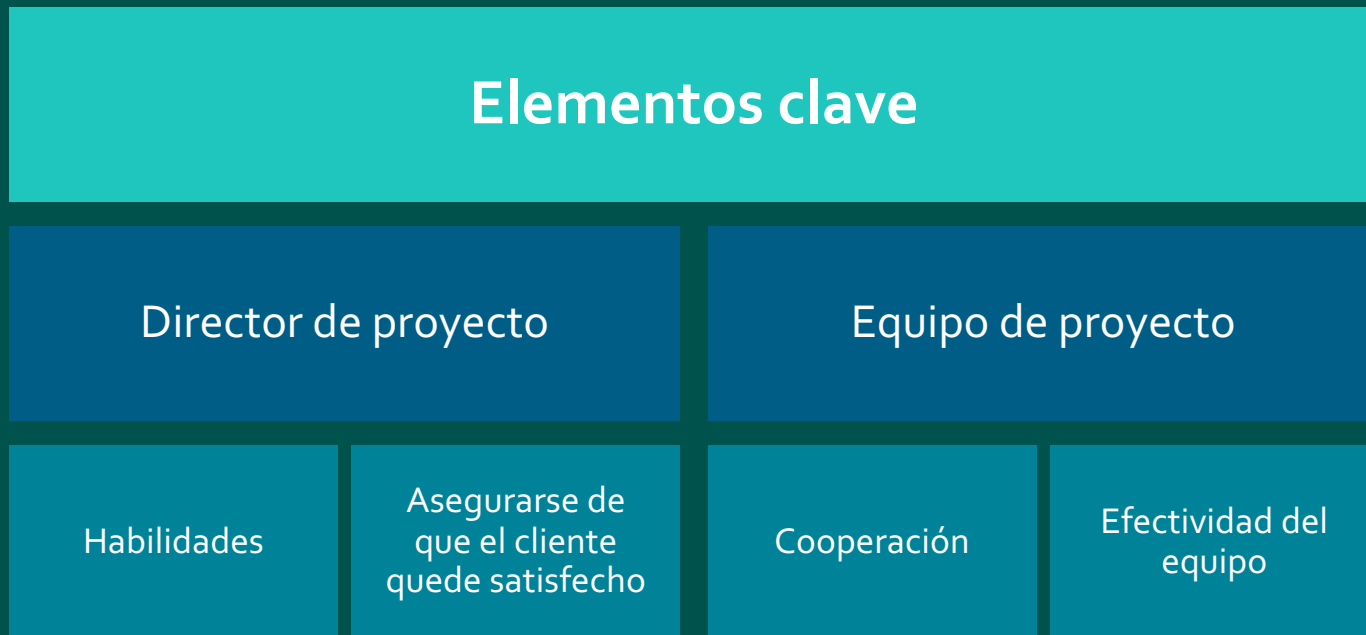 Elementos clave
Director de proyecto
Equipo de proyecto
Habilidades
Asegurarse de
que el cliente
quede satisfecho
Cooperación
Efectividad del
equipo